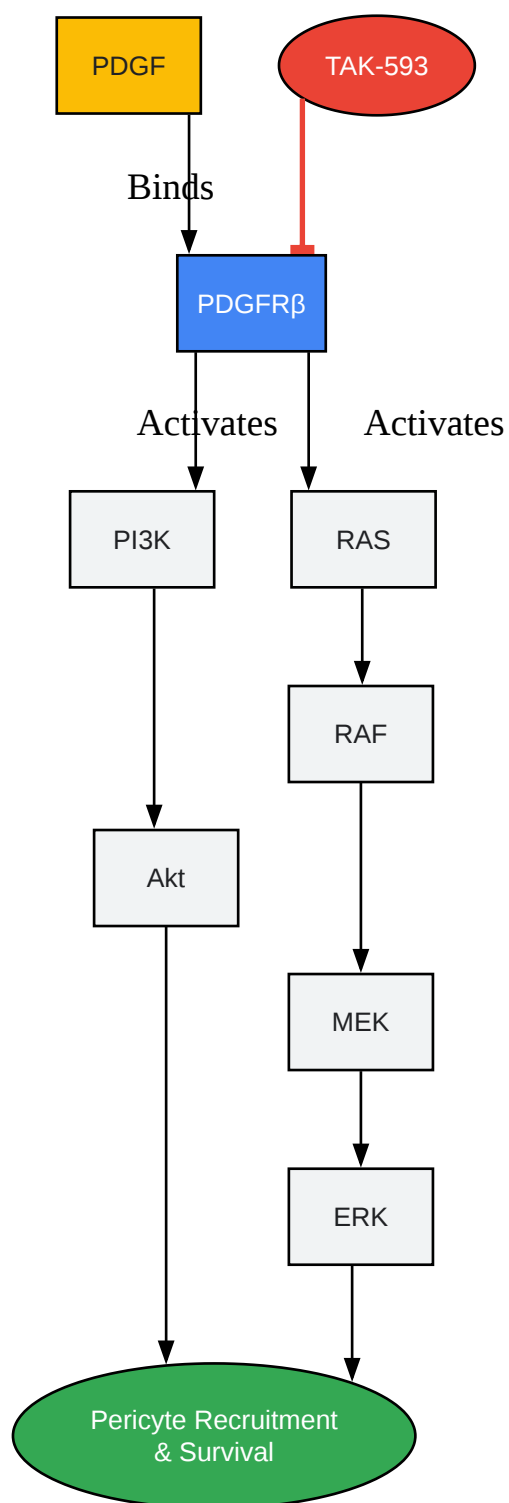 PDGF
TAK-593
Binds
PDGFRβ
Activates
Activates
PI3K
RAS
RAF
Akt
MEK
ERK
Pericyte Recruitment
& Survival